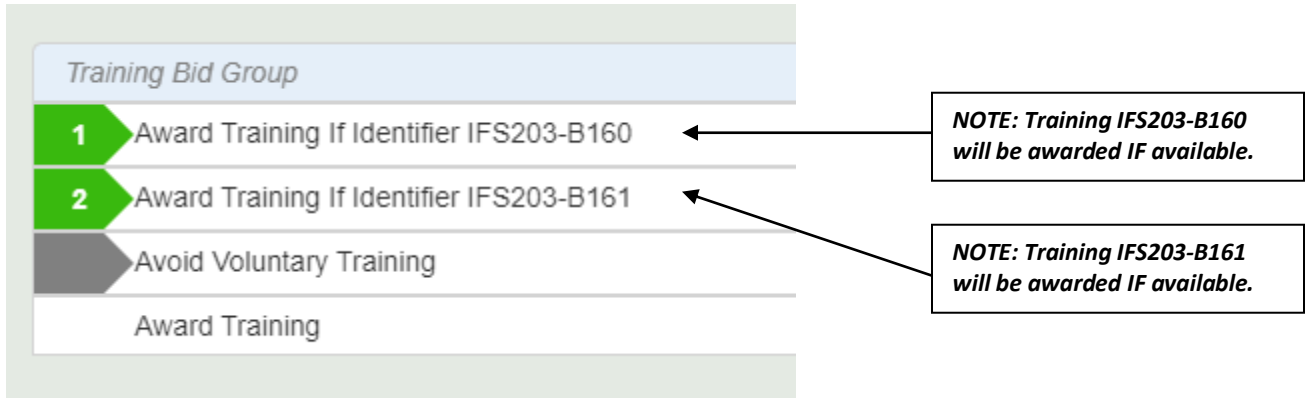 Training Bid Group
1 Award Training If Identifier IFS203-B160
2 Award Training If Identifier IFS203-B161
Avoid Voluntary Training
Award Training
NOTE: Training IFS203-B160
will be awarded IF available.
NOTE: Training IFS203-B161
will be awarded IF available.